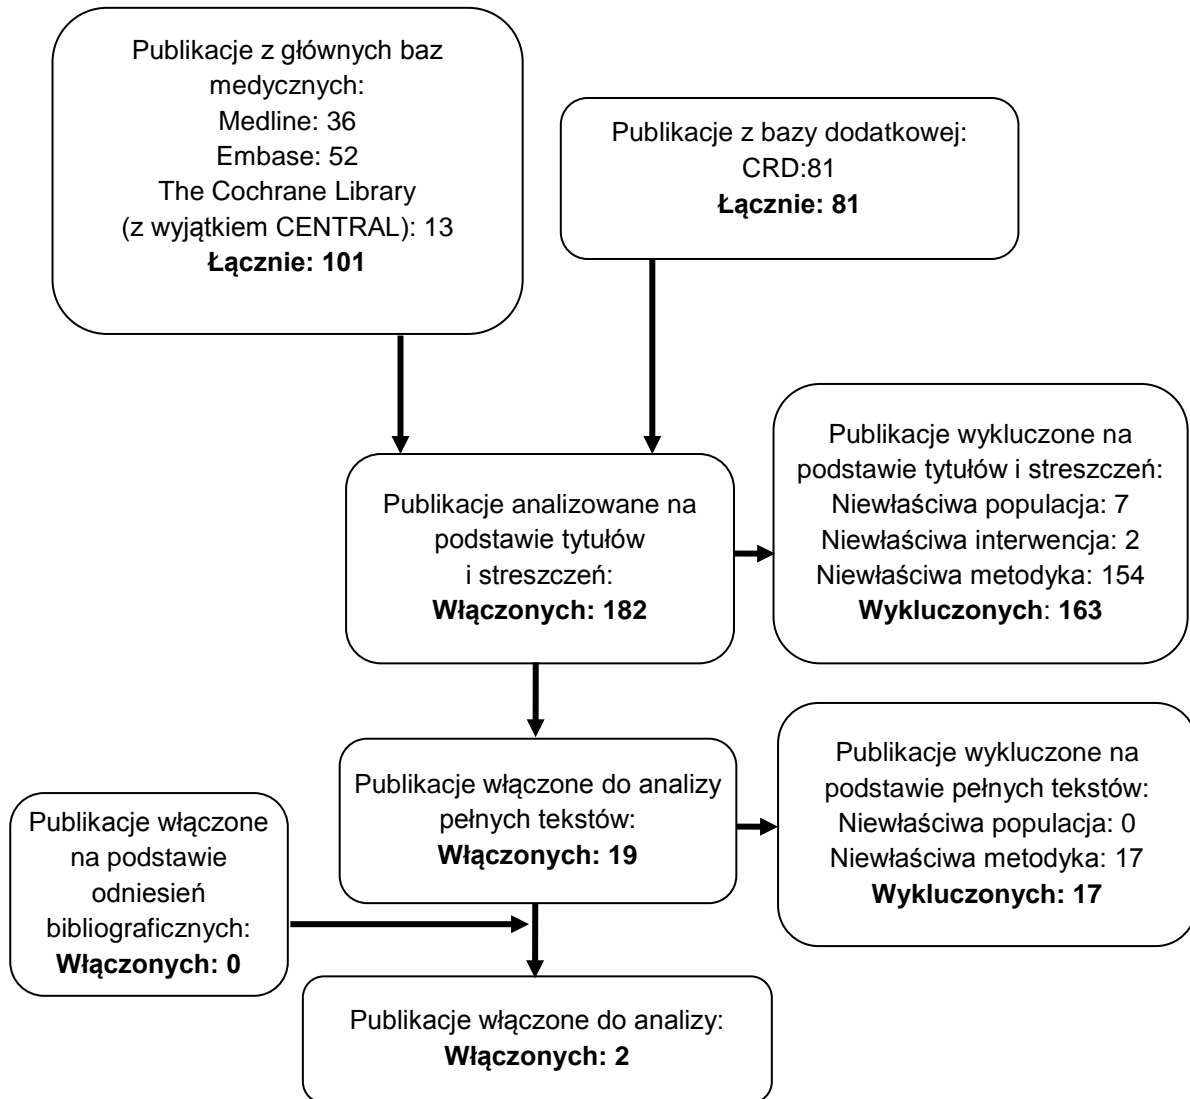 Publikacje z głównych baz
medycznych:
Medline: 36
Embase: 52
The Cochrane Library
(z wyjątkiem CENTRAL): 13
Łącznie: 101
Publikacje z bazy dodatkowej:
CRD:81
Łącznie: 81
Publikacje analizowane na
podstawie tytułów
i streszczeń:
Włączonych: 182
Publikacje wykluczone na
podstawie tytułów i streszczeń:
Niewłaściwa populacja: 7
Niewłaściwa interwencja: 2
Niewłaściwa metodyka: 154
Wykluczonych: 163
Publikacje włączone do analizy
pełnych tekstów:
Włączonych: 19
Publikacje wykluczone na
podstawie pełnych tekstów:
Niewłaściwa populacja: 0
Niewłaściwa metodyka: 17
Wykluczonych: 17
Publikacje włączone
na podstawie
odniesień
bibliograficznych:
Włączonych: 0
Publikacje włączone do analizy:
Włączonych: 2